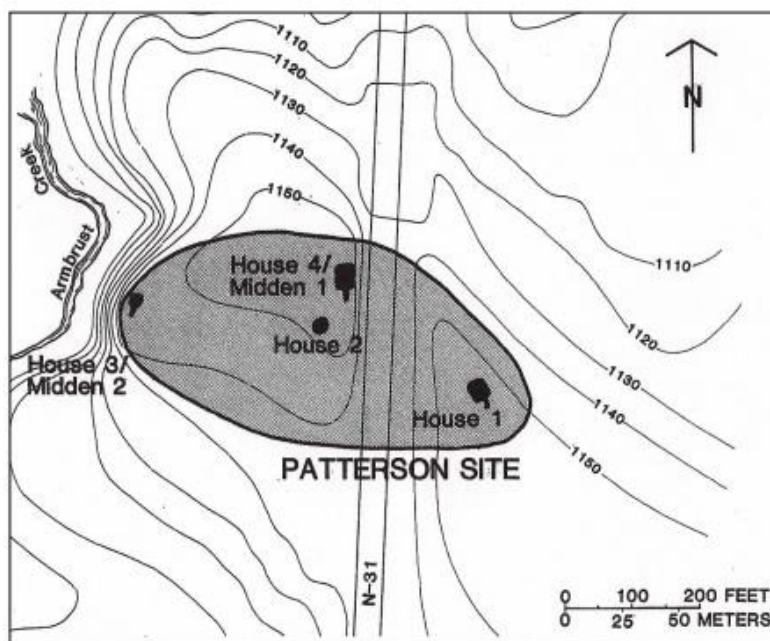 1110
1120
1130
1140
1150
N
Creek
Armbrust
House 4/
Midden 1
House 2
House 3/
Midden 2
House 1
1110
1120
1130
1140
1150
PATTERSON SITE
N-31
0 100 200 FEET
0 25 50 METERS